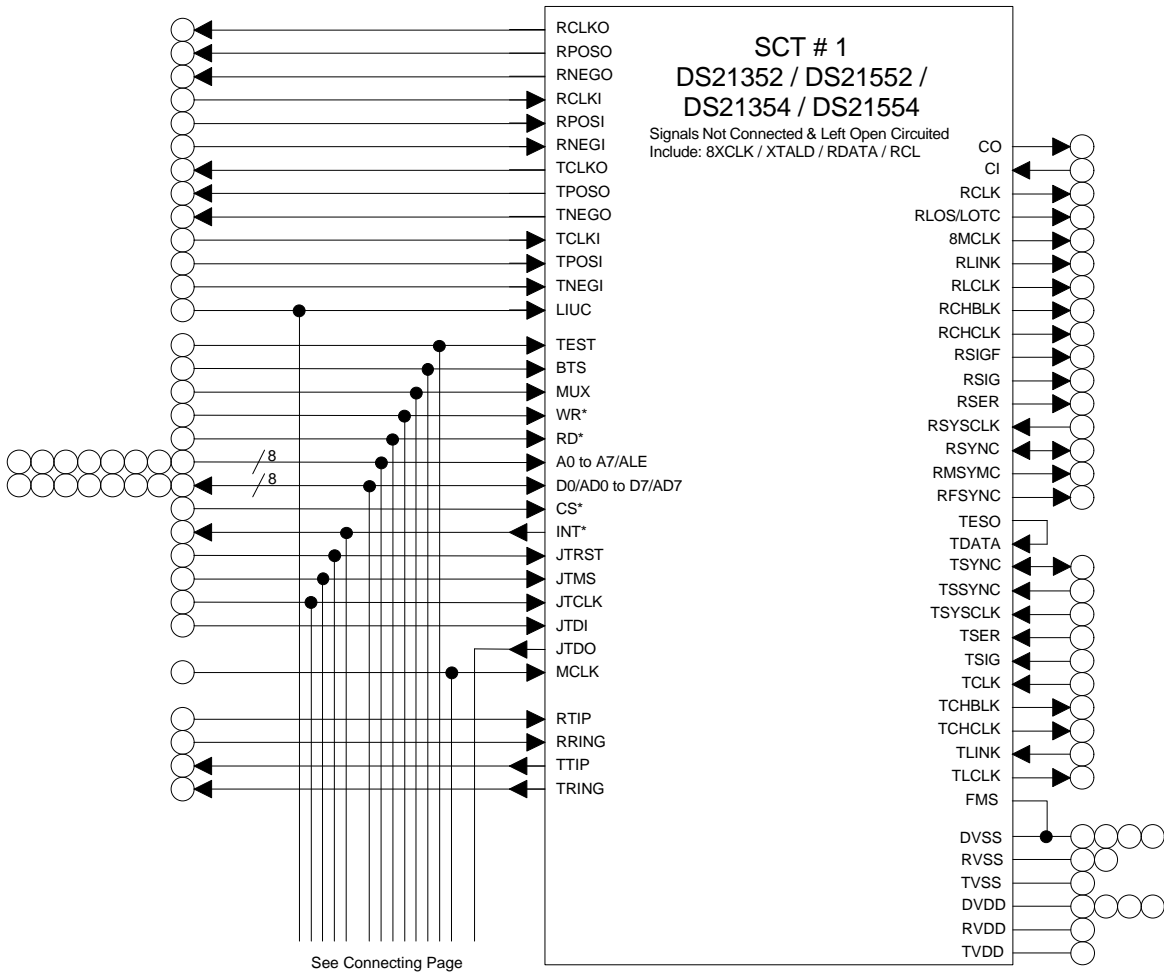 SCT # 1
DS21352 / DS21552 /
DS21354 / DS21554
Signals Not Connected & Left Open Circuited
Include: 8XCLK / XTALD / RDATA / RCL
RCLKO
RPOSO
RNEGO
RCLKI
RPOSI
RNEGI
TCLKO
TPOSO
TNEGO
TCLKI
TPOSI
TNEGI
LIUC
TEST
BTS
MUX
WR*
RD*
8
A0 to A7/ALE
8
D0/AD0 to D7/AD7
CS*
INT*
JTRST
JTMS
JTCLK
JTDI
JTDO
MCLK
RTIP
RRING
TTIP
TRING
CO
CI
RCLK
RLOS/LOTC
8MCLK
RLINK
RLCLK
RCHBLK
RCHCLK
RSIGF
RSIG
RSER
RSYSCLK
RSYNC
RMSYMC
RFSYNC
TESO
TDATA
TSYNC
TSSYNC
TSYSCLK
TSER
TSIG
TCLK
TCHBLK
TCHCLK
TLINK
TLCLK
FMS
DVSS
RVSS
TVSS
DVDD
RVDD
TVDD
See Connecting Page